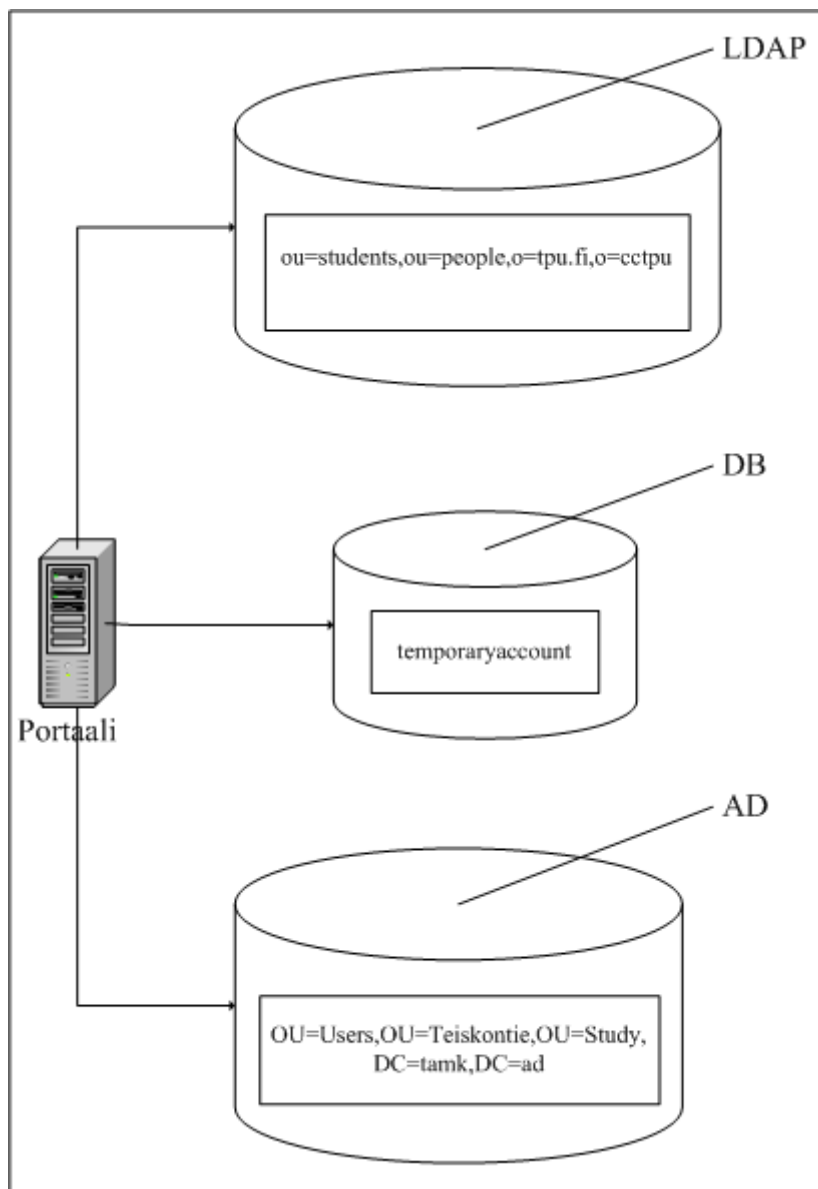 LDAP
ou=students,ou=people,o=tpu.fi,o=cctpu
DB
temporaryaccount
Portaali
AD
OU=Users,OU=Teiskontie,OU=Study,
DC=tamk,DC=ad